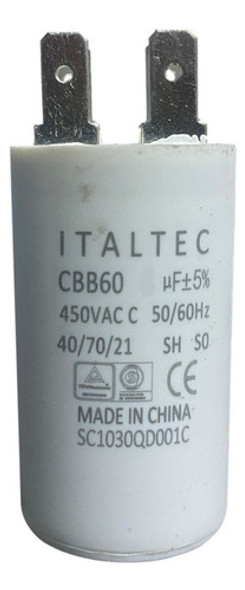 ITALTEC
CBB60 µF±5%
450VAC C 50/60Hz
40/70/21 SH S0
CE
MADE IN CHINA
SC1030QD001C